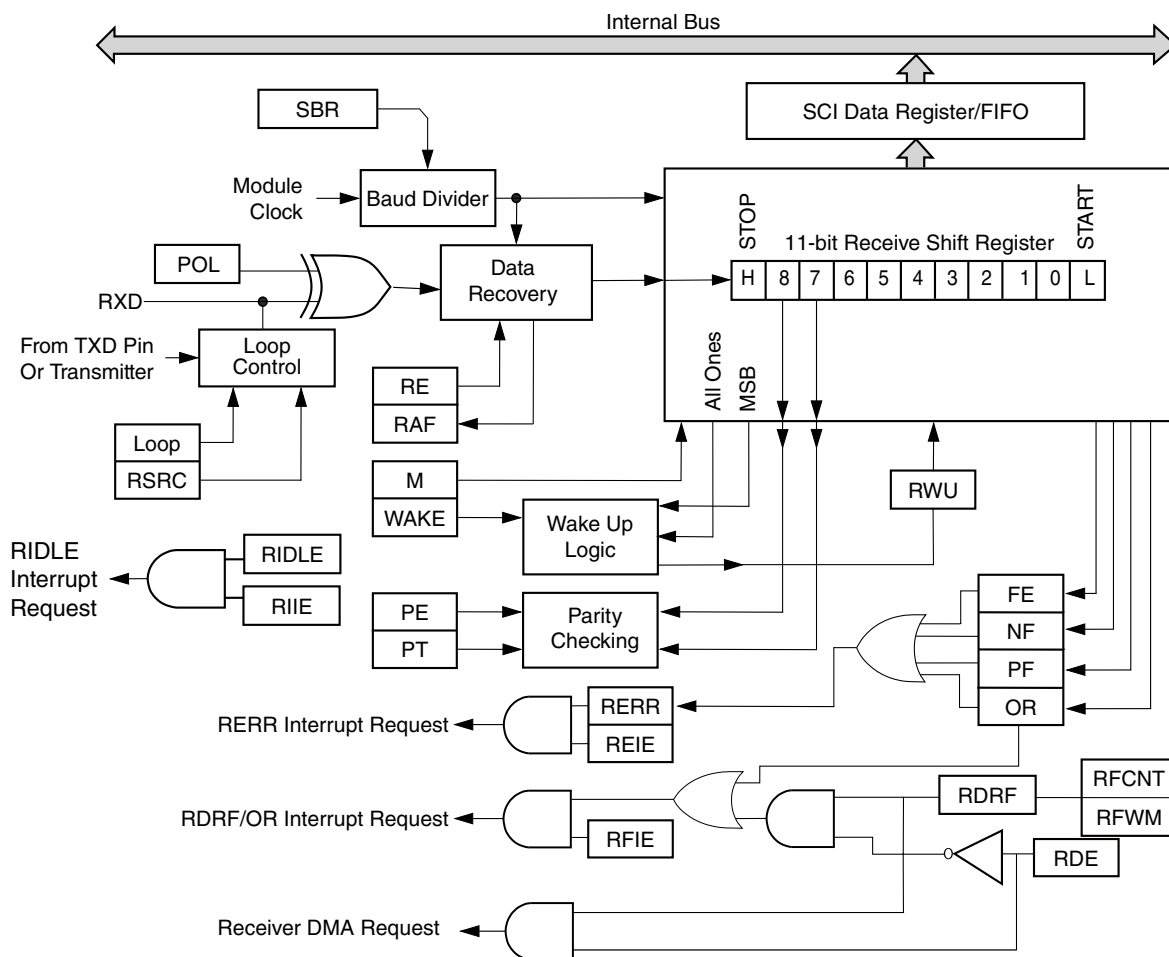 Internal Bus
SBR
SCI Data Register/FIFO
Module
Clock
Baud Divider
STOP
START
11-bit Receive Shift Register
H 8 7 6 5 4 3 2 1 0 L
POL
RXD
Data
Recovery
From TXD Pin
Or Transmitter
Loop
Control
All Ones
MSB
RE
RAF
Loop
RSRC
M
WAKE
Wake Up
Logic
RWU
RIDLE
Interrupt
Request
RIDLE
RIIE
PE
PT
Parity
Checking
FE
NF
PF
OR
RERR Interrupt Request
RERR
REIE
RDRF/OR Interrupt Request
RFIE
RDRF
RFCNT
RFWM
RDE
Receiver DMA Request